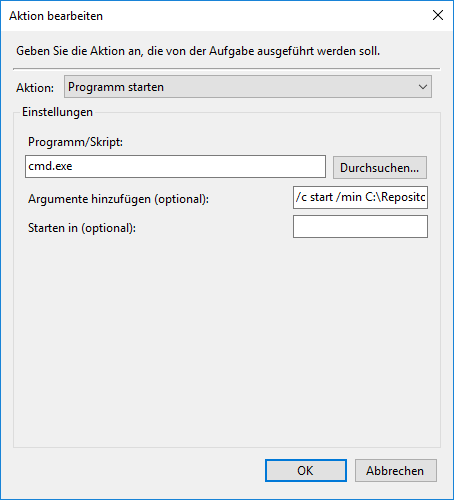 Aktion bearbeiten
Geben Sie die Aktion an, die von der Aufgabe ausgeführt werden soll.
Aktion: Programm starten
Einstellungen
Programm/Skript:
cmd.exe Durchsuchen...
Argumente hinzufügen (optional): /c start /min C:\Reposito
Starten in (optional):
OK Abbrechen